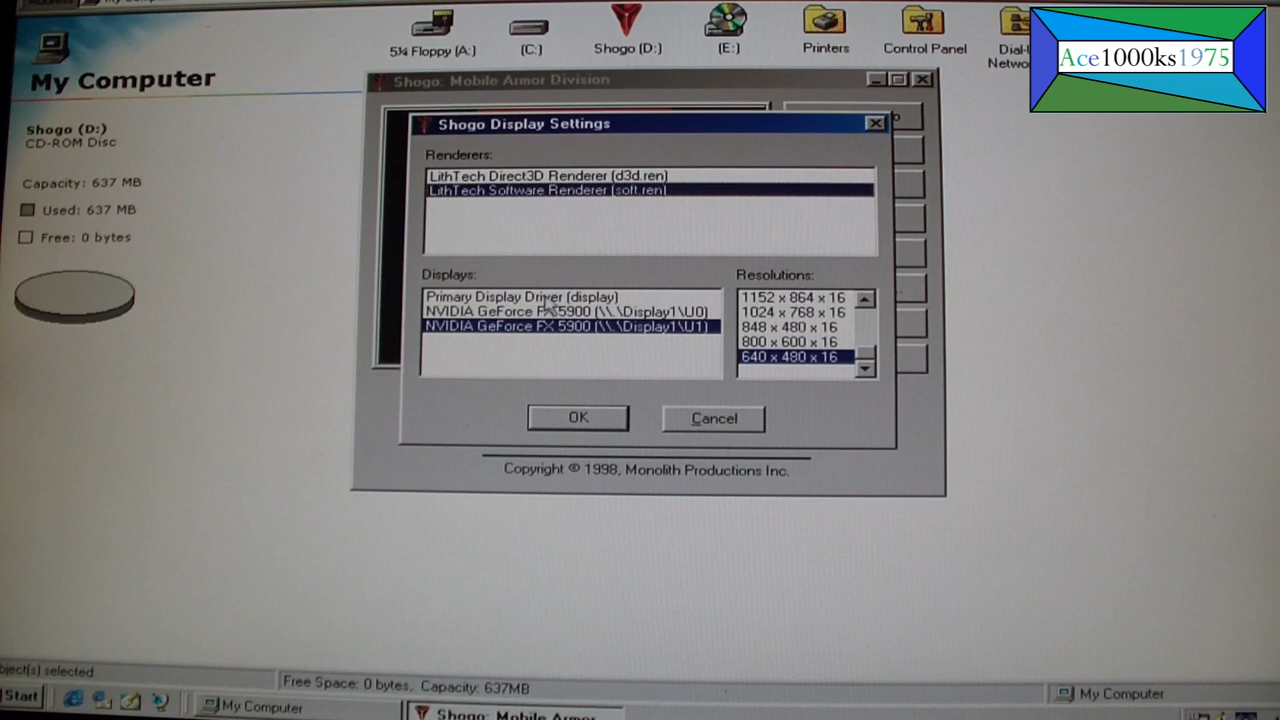 My Computer
5¼ Floppy (A:)
(C:)
Shogo (D:)
(E:)
Printers
Control Panel
Ace1000ks1975
Shogo (D:)
CD-ROM Disc
Capacity: 637 MB
Used: 637 MB
Free: 0 bytes
Shogo: Mobile Armor Division
Shogo Display Settings
Renderers:
LithTech Direct3D Renderer (d3d.ren)
LithTech Software Renderer (soft.ren)
Displays:
Primary Display Driver (display)
NVIDIA GeForce FX 5900 (\\.\Display1\U0)
NVIDIA GeForce FX 5900 (\\.\Display1\U1)
Resolutions:
1152 x 864 x 16
1024 x 768 x 16
848 x 480 x 16
800 x 600 x 16
640 x 480 x 16
OK
Cancel
Copyright © 1998, Monolith Productions Inc.
bject(s) selected
Free Space: 0 bytes, Capacity: 637MB
My Computer
Start
My Computer
Shogo: Mobile Armor